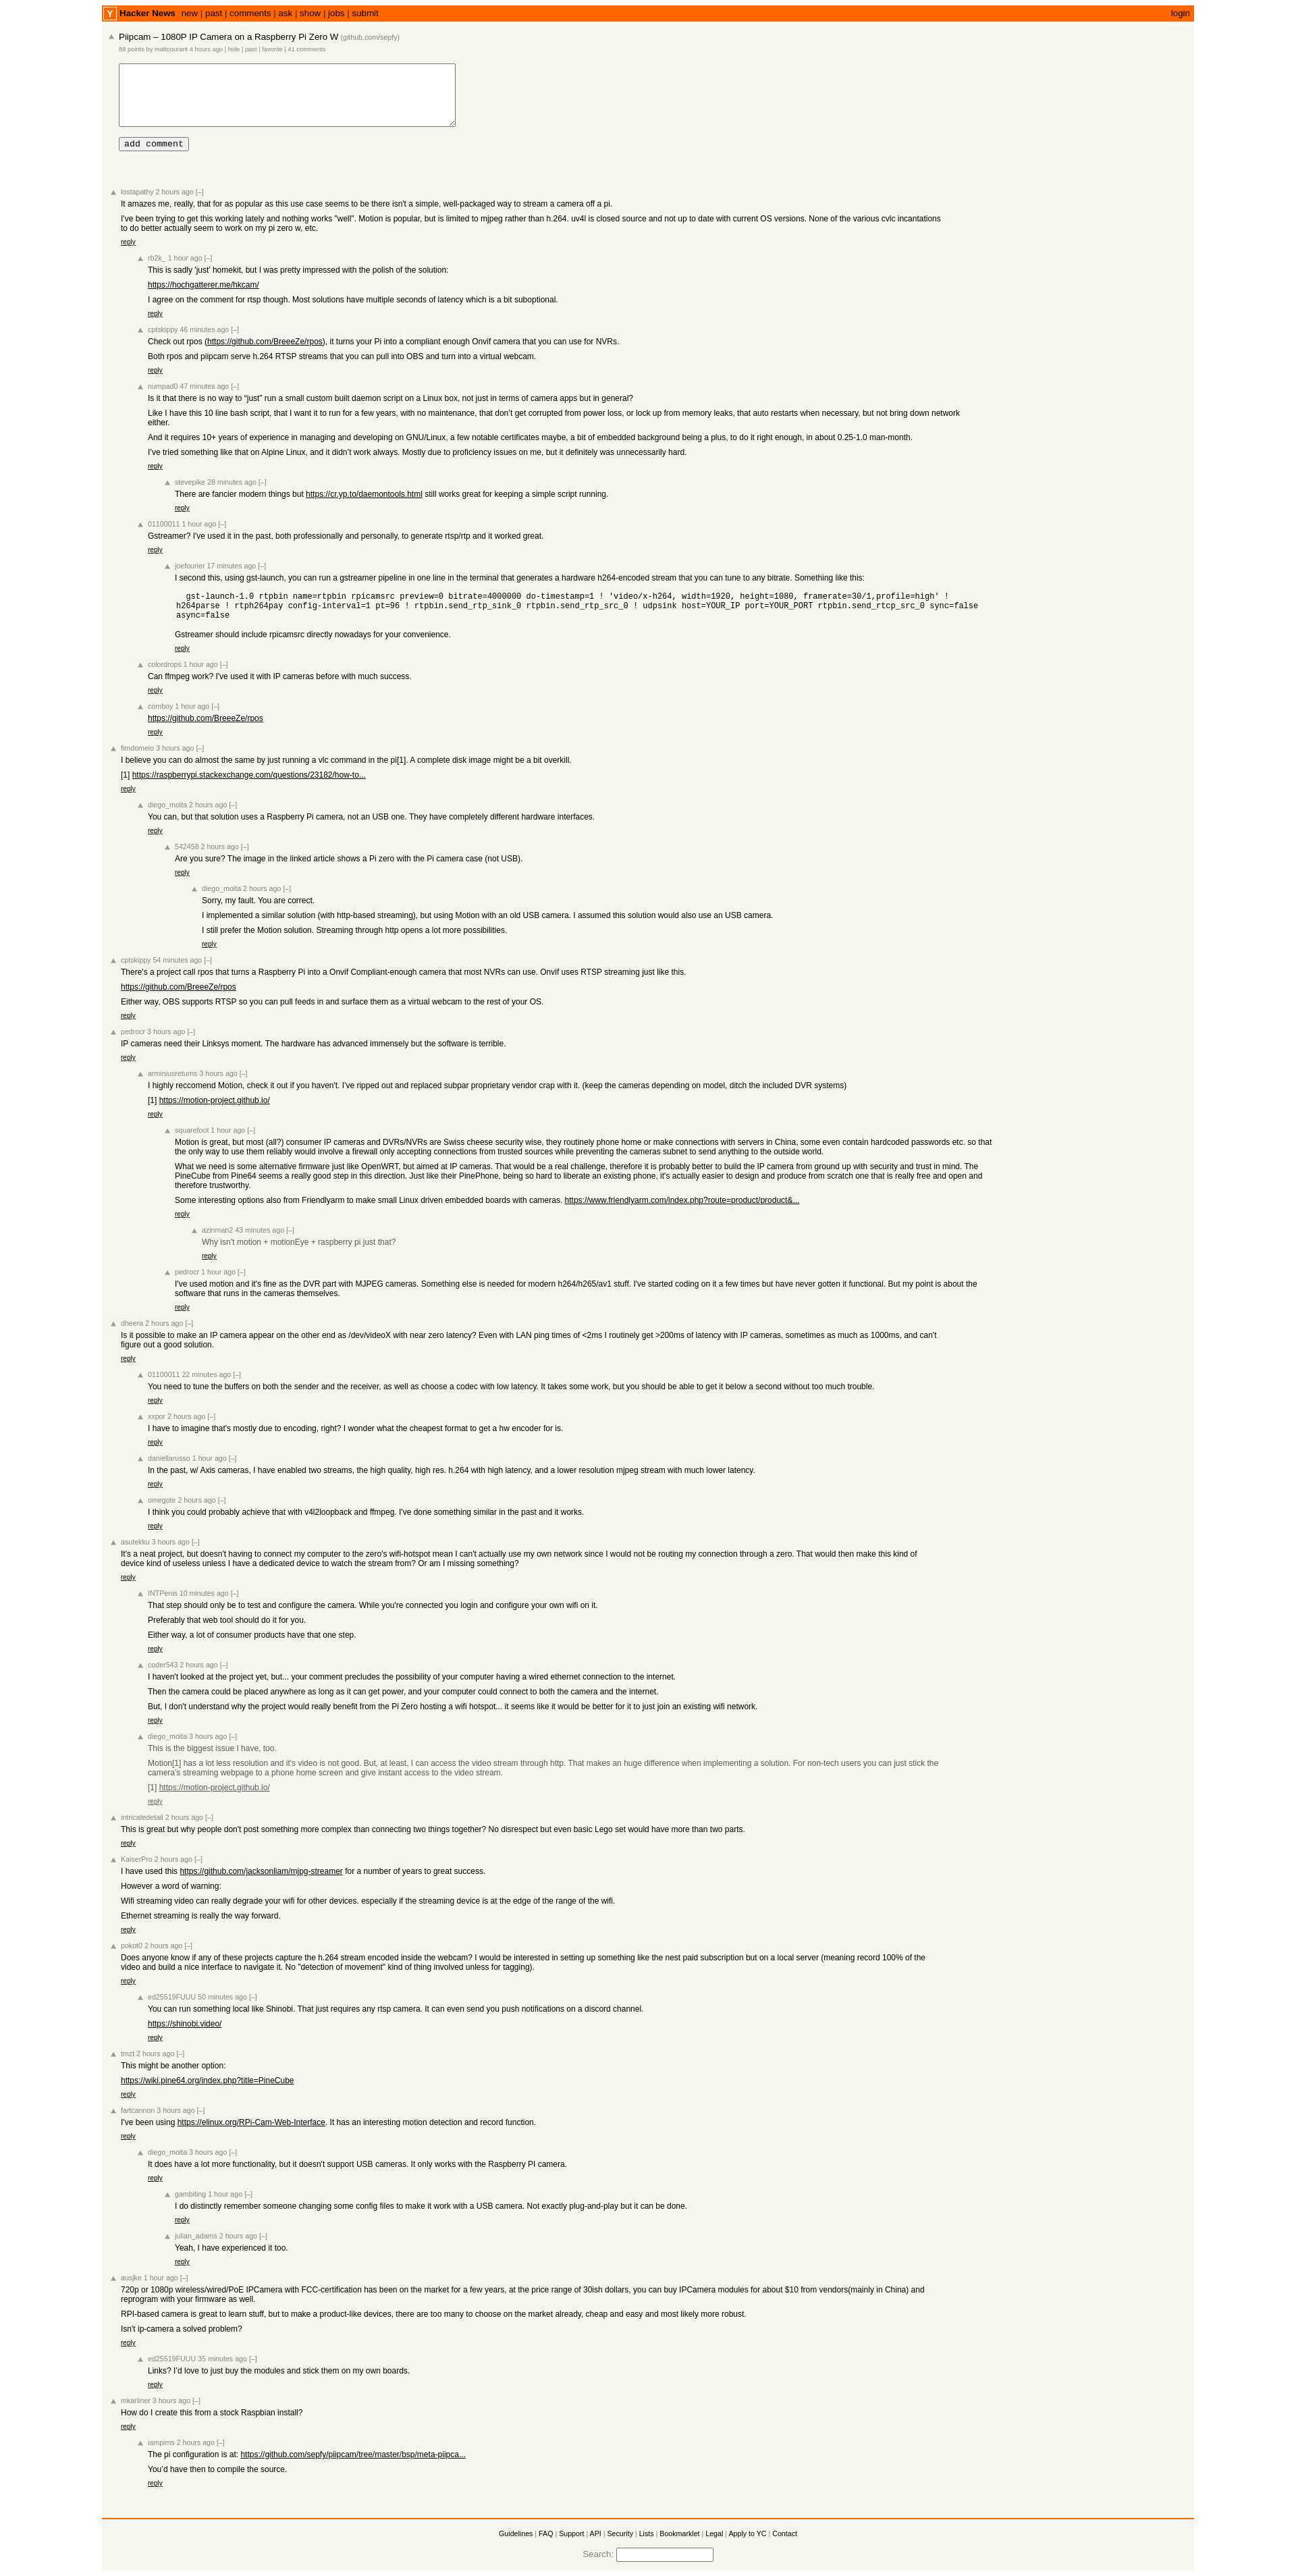 Y Hacker News new | past | comments | ask | show | jobs | submit login
Piipcam – 1080P IP Camera on a Raspberry Pi Zero W (github.com/sepfy)
88 points by mattcourant 4 hours ago | hide | past | favorite | 41 comments
add comment
lostapathy 2 hours ago [–]
It amazes me, really, that for as popular as this use case seems to be there isn't a simple, well-packaged way to stream a camera off a pi.
I've been trying to get this working lately and nothing works "well". Motion is popular, but is limited to mjpeg rather than h.264. uv4l is closed source and not up to date with current OS versions. None of the various cvlc incantations
to do better actually seem to work on my pi zero w, etc.
reply
rb2k_ 1 hour ago [–]
This is sadly 'just' homekit, but I was pretty impressed with the polish of the solution:
https://hochgatterer.me/hkcam/
I agree on the comment for rtsp though. Most solutions have multiple seconds of latency which is a bit suboptional.
reply
cptskippy 46 minutes ago [–]
Check out rpos (https://github.com/BreeeZe/rpos), it turns your Pi into a compliant enough Onvif camera that you can use for NVRs.
Both rpos and piipcam serve h.264 RTSP streams that you can pull into OBS and turn into a virtual webcam.
reply
numpad0 47 minutes ago [–]
Is it that there is no way to “just” run a small custom built daemon script on a Linux box, not just in terms of camera apps but in general?
Like I have this 10 line bash script, that I want it to run for a few years, with no maintenance, that don’t get corrupted from power loss, or lock up from memory leaks, that auto restarts when necessary, but not bring down network
either.
And it requires 10+ years of experience in managing and developing on GNU/Linux, a few notable certificates maybe, a bit of embedded background being a plus, to do it right enough, in about 0.25-1.0 man-month.
I’ve tried something like that on Alpine Linux, and it didn’t work always. Mostly due to proficiency issues on me, but it definitely was unnecessarily hard.
reply
stevepike 28 minutes ago [–]
There are fancier modern things but https://cr.yp.to/daemontools.html still works great for keeping a simple script running.
reply
01100011 1 hour ago [–]
Gstreamer? I've used it in the past, both professionally and personally, to generate rtsp/rtp and it worked great.
reply
joefourier 17 minutes ago [–]
I second this, using gst-launch, you can run a gstreamer pipeline in one line in the terminal that generates a hardware h264-encoded stream that you can tune to any bitrate. Something like this:
gst-launch-1.0 rtpbin name=rtpbin rpicamsrc preview=0 bitrate=4000000 do-timestamp=1 ! 'video/x-h264, width=1920, height=1080, framerate=30/1,profile=high' !
h264parse ! rtph264pay config-interval=1 pt=96 ! rtpbin.send_rtp_sink_0 rtpbin.send_rtp_src_0 ! udpsink host=YOUR_IP port=YOUR_PORT rtpbin.send_rtcp_src_0 sync=false
async=false
Gstreamer should include rpicamsrc directly nowadays for your convenience.
reply
colordrops 1 hour ago [–]
Can ffmpeg work? I've used it with IP cameras before with much success.
reply
comboy 1 hour ago [–]
https://github.com/BreeeZe/rpos
reply
fimdomeio 3 hours ago [–]
I believe you can do almost the same by just running a vlc command in the pi[1]. A complete disk image might be a bit overkill.
[1] https://raspberrypi.stackexchange.com/questions/23182/how-to...
reply
diego_moita 2 hours ago [–]
You can, but that solution uses a Raspberry Pi camera, not an USB one. They have completely different hardware interfaces.
reply
542458 2 hours ago [–]
Are you sure? The image in the linked article shows a Pi zero with the Pi camera case (not USB).
reply
diego_moita 2 hours ago [–]
Sorry, my fault. You are correct.
I implemented a similar solution (with http-based streaming), but using Motion with an old USB camera. I assumed this solution would also use an USB camera.
I still prefer the Motion solution. Streaming through http opens a lot more possibilities.
reply
cptskippy 54 minutes ago [–]
There's a project call rpos that turns a Raspberry Pi into a Onvif Compliant-enough camera that most NVRs can use. Onvif uses RTSP streaming just like this.
https://github.com/BreeeZe/rpos
Either way, OBS supports RTSP so you can pull feeds in and surface them as a virtual webcam to the rest of your OS.
reply
pedrocr 3 hours ago [–]
IP cameras need their Linksys moment. The hardware has advanced immensely but the software is terrible.
reply
arminiusreturns 3 hours ago [–]
I highly reccomend Motion, check it out if you haven't. I've ripped out and replaced subpar proprietary vendor crap with it. (keep the cameras depending on model, ditch the included DVR systems)
[1] https://motion-project.github.io/
reply
squarefoot 1 hour ago [–]
Motion is great, but most (all?) consumer IP cameras and DVRs/NVRs are Swiss cheese security wise, they routinely phone home or make connections with servers in China, some even contain hardcoded passwords etc. so that
the only way to use them reliably would involve a firewall only accepting connections from trusted sources while preventing the cameras subnet to send anything to the outside world.
What we need is some alternative firmware just like OpenWRT, but aimed at IP cameras. That would be a real challenge, therefore it is probably better to build the IP camera from ground up with security and trust in mind. The
PineCube from Pine64 seems a really good step in this direction. Just like their PinePhone, being so hard to liberate an existing phone, it's actually easier to design and produce from scratch one that is really free and open and
therefore trustworthy.
Some interesting options also from Friendlyarm to make small Linux driven embedded boards with cameras. https://www.friendlyarm.com/index.php?route=product/product&...
reply
azinman2 43 minutes ago [–]
Why isn't motion + motionEye + raspberry pi just that?
reply
pedrocr 1 hour ago [–]
I've used motion and it's fine as the DVR part with MJPEG cameras. Something else is needed for modern h264/h265/av1 stuff. I've started coding on it a few times but have never gotten it functional. But my point is about the
software that runs in the cameras themselves.
reply
dheera 2 hours ago [–]
Is it possible to make an IP camera appear on the other end as /dev/videoX with near zero latency? Even with LAN ping times of <2ms I routinely get >200ms of latency with IP cameras, sometimes as much as 1000ms, and can't
figure out a good solution.
reply
01100011 22 minutes ago [–]
You need to tune the buffers on both the sender and the receiver, as well as choose a codec with low latency. It takes some work, but you should be able to get it below a second without too much trouble.
reply
xxpor 2 hours ago [–]
I have to imagine that's mostly due to encoding, right? I wonder what the cheapest format to get a hw encoder for is.
reply
daniellarusso 1 hour ago [–]
In the past, w/ Axis cameras, I have enabled two streams, the high quality, high res. h.264 with high latency, and a lower resolution mjpeg stream with much lower latency.
reply
omegote 2 hours ago [–]
I think you could probably achieve that with v4l2loopback and ffmpeg. I've done something similar in the past and it works.
reply
asutekku 3 hours ago [–]
It's a neat project, but doesn't having to connect my computer to the zero's wifi-hotspot mean I can't actually use my own network since I would not be routing my connection through a zero. That would then make this kind of
device kind of useless unless I have a dedicated device to watch the stream from? Or am I missing something?
reply
INTPenis 10 minutes ago [–]
That step should only be to test and configure the camera. While you're connected you login and configure your own wifi on it.
Preferably that web tool should do it for you.
Either way, a lot of consumer products have that one step.
reply
coder543 2 hours ago [–]
I haven't looked at the project yet, but... your comment precludes the possibility of your computer having a wired ethernet connection to the internet.
Then the camera could be placed anywhere as long as it can get power, and your computer could connect to both the camera and the internet.
But, I don't understand why the project would really benefit from the Pi Zero hosting a wifi hotspot... it seems like it would be better for it to just join an existing wifi network.
reply
diego_moita 3 hours ago [–]
This is the biggest issue I have, too.
Motion[1] has a lot less resolution and it's video is not good. But, at least, I can access the video stream through http. That makes an huge difference when implementing a solution. For non-tech users you can just stick the
camera's streaming webpage to a phone home screen and give instant access to the video stream.
[1] https://motion-project.github.io/
reply
intricatedetail 2 hours ago [–]
This is great but why people don't post something more complex than connecting two things together? No disrespect but even basic Lego set would have more than two parts.
reply
KaiserPro 2 hours ago [–]
I have used this https://github.com/jacksonliam/mjpg-streamer for a number of years to great success.
However a word of warning:
Wifi streaming video can really degrade your wifi for other devices. especially if the streaming device is at the edge of the range of the wifi.
Ethernet streaming is really the way forward.
reply
pokot0 2 hours ago [–]
Does anyone know if any of these projects capture the h.264 stream encoded inside the webcam? I would be interested in setting up something like the nest paid subscription but on a local server (meaning record 100% of the
video and build a nice interface to navigate it. No "detection of movement" kind of thing involved unless for tagging).
reply
ed25519FUUU 50 minutes ago [–]
You can run something local like Shinobi. That just requires any rtsp camera. It can even send you push notifications on a discord channel.
https://shinobi.video/
reply
tmzt 2 hours ago [–]
This might be another option:
https://wiki.pine64.org/index.php?title=PineCube
reply
fartcannon 3 hours ago [–]
I've been using https://elinux.org/RPi-Cam-Web-Interface. It has an interesting motion detection and record function.
reply
diego_moita 3 hours ago [–]
It does have a lot more functionality, but it doesn't support USB cameras. It only works with the Raspberry PI camera.
reply
gambiting 1 hour ago [–]
I do distinctly remember someone changing some config files to make it work with a USB camera. Not exactly plug-and-play but it can be done.
reply
julian_adams 2 hours ago [–]
Yeah, I have experienced it too.
reply
ausjke 1 hour ago [–]
720p or 1080p wireless/wired/PoE IPCamera with FCC-certification has been on the market for a few years, at the price range of 30ish dollars, you can buy IPCamera modules for about $10 from vendors(mainly in China) and
reprogram with your firmware as well.
RPI-based camera is great to learn stuff, but to make a product-like devices, there are too many to choose on the market already, cheap and easy and most likely more robust.
Isn't ip-camera a solved problem?
reply
ed25519FUUU 35 minutes ago [–]
Links? I’d love to just buy the modules and stick them on my own boards.
reply
mkarliner 3 hours ago [–]
How do I create this from a stock Raspbian install?
reply
iampims 2 hours ago [–]
The pi configuration is at: https://github.com/sepfy/piipcam/tree/master/bsp/meta-piipca...
You’d have then to compile the source.
reply
Guidelines | FAQ | Support | API | Security | Lists | Bookmarklet | Legal | Apply to YC | Contact
Search: